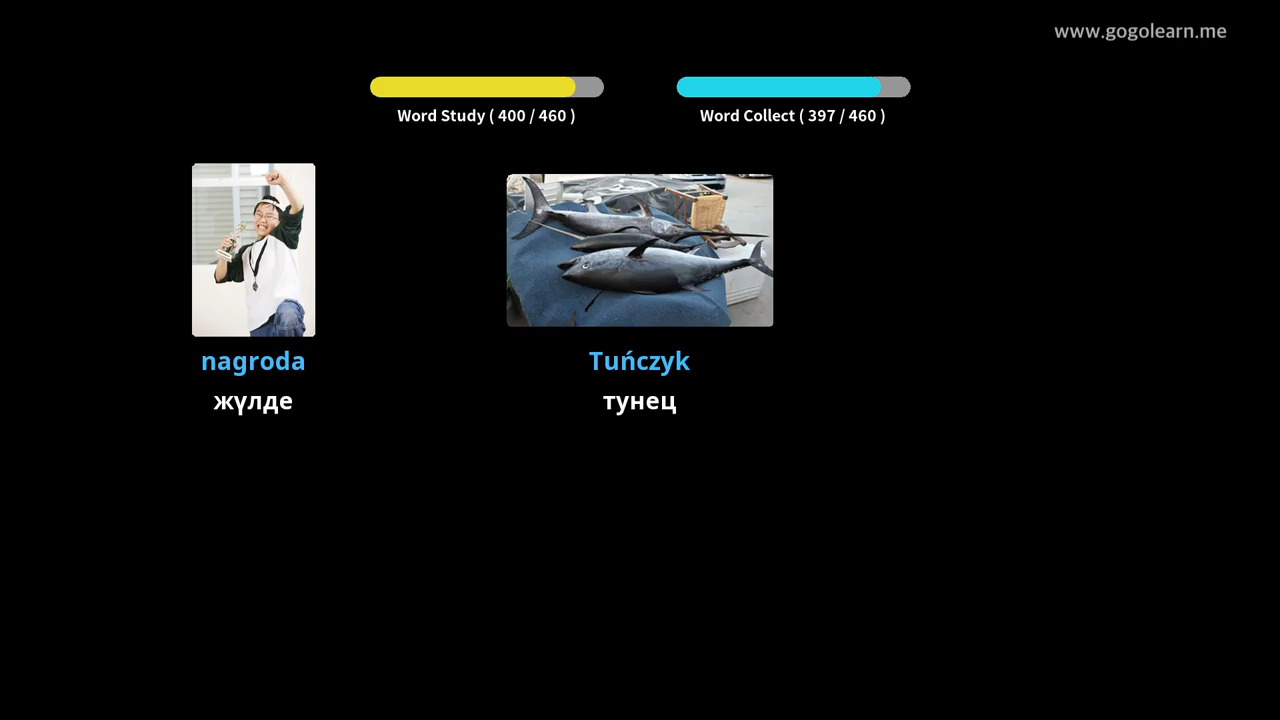 www.gogolearn.me
Word Study ( 400 / 460 )
Word Collect ( 397 / 460 )
nagroda
жүлде
Tuńczyk
тунец